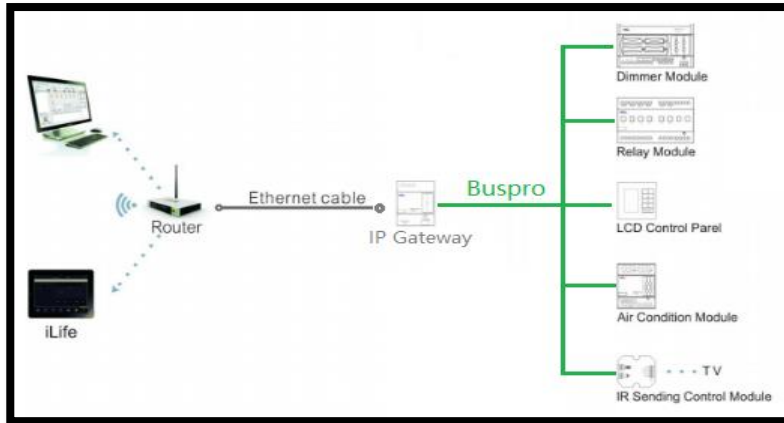 Dimmer Module
Relay Module
Ethernet cable
Buspro
Router
IP Gateway
LCD Control Panel
iLife
Air Condition Module
TV
IR Sending Control Module